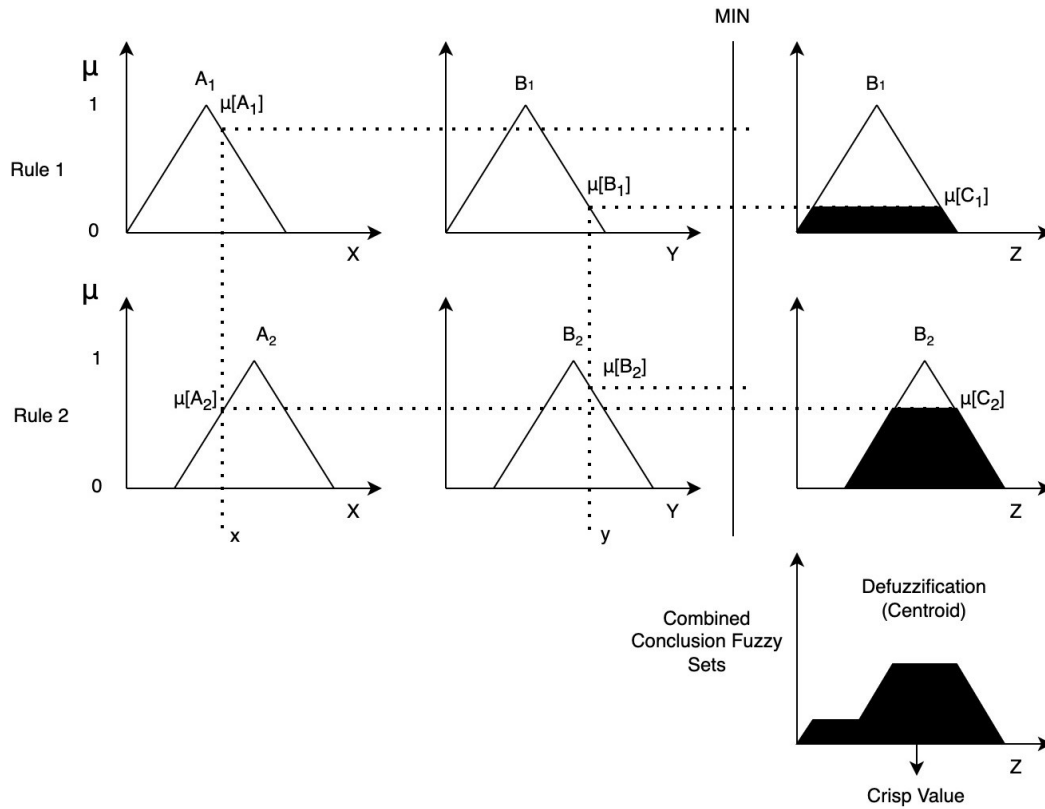 MIN
μ
A1
μ[A1]
1
Rule 1
0
X
B1
μ[B1]
Y
B1
μ[C1]
Z
μ
A2
1
μ[A2]
Rule 2
0
X
x
B2
μ[B2]
Y
y
B2
μ[C2]
Z
Combined
Conclusion Fuzzy
Sets
Defuzzification
(Centroid)
Z
Crisp Value